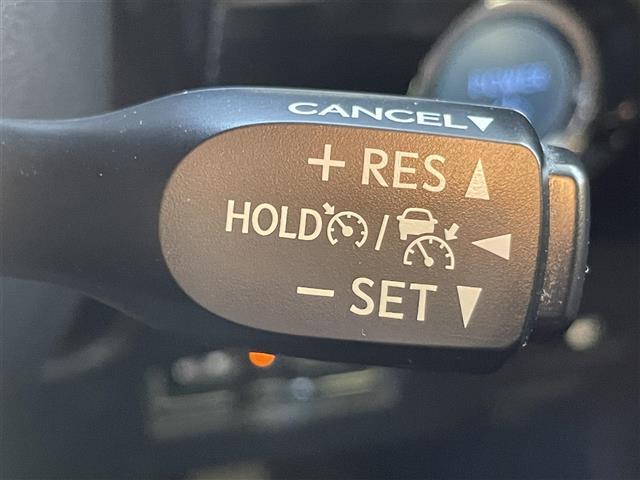 CANCEL▼
+ RES ▲
HOLD / ◀
− SET ▼